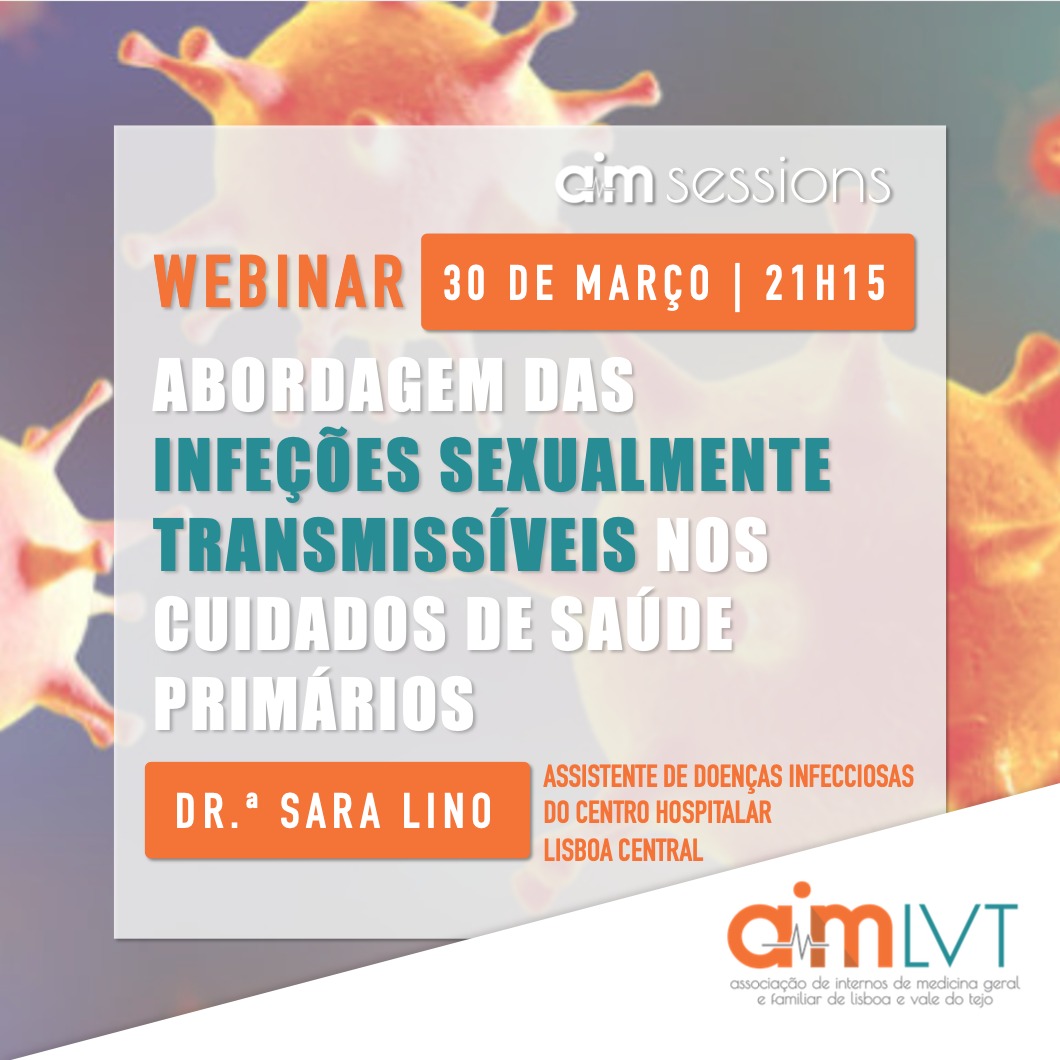 aim sessions
WEBINAR 30 DE MARÇO | 21H15
ABORDAGEM DAS
INFEÇÕES SEXUALMENTE
TRANSMISSÍVEIS NOS
CUIDADOS DE SAÚDE
PRIMÁRIOS
DR.ª SARA LINO
ASSISTENTE DE DOENÇAS INFECCIOSAS
DO CENTRO HOSPITALAR
LISBOA CENTRAL
aimLVT
associação de internos de medicina geral
e familiar de lisboa e vale do tejo